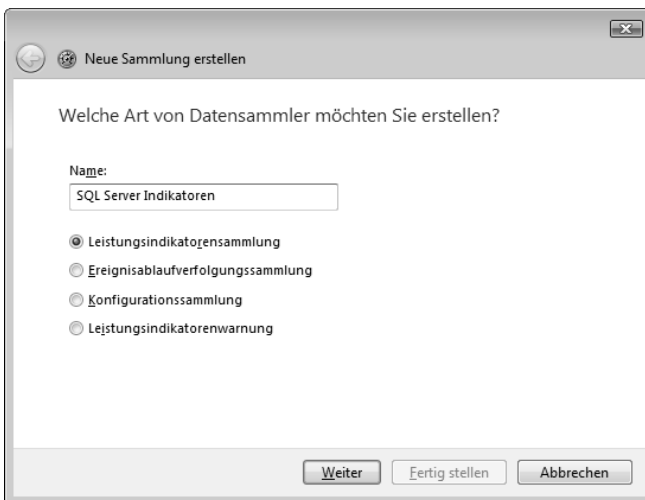 Neue Sammlung erstellen
Welche Art von Datensammler möchten Sie erstellen?
Name:
SQL Server Indikatoren
Leistungsindikatorensammlung
Ereignisablaufverfolgungssammlung
Konfigurationssammlung
Leistungsindikatorenwarnung
Weiter Fertig stellen Abbrechen